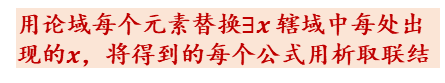 用论域每个元素替换∃x 辖域中每处出
现的x，将得到的每个公式用析取联结